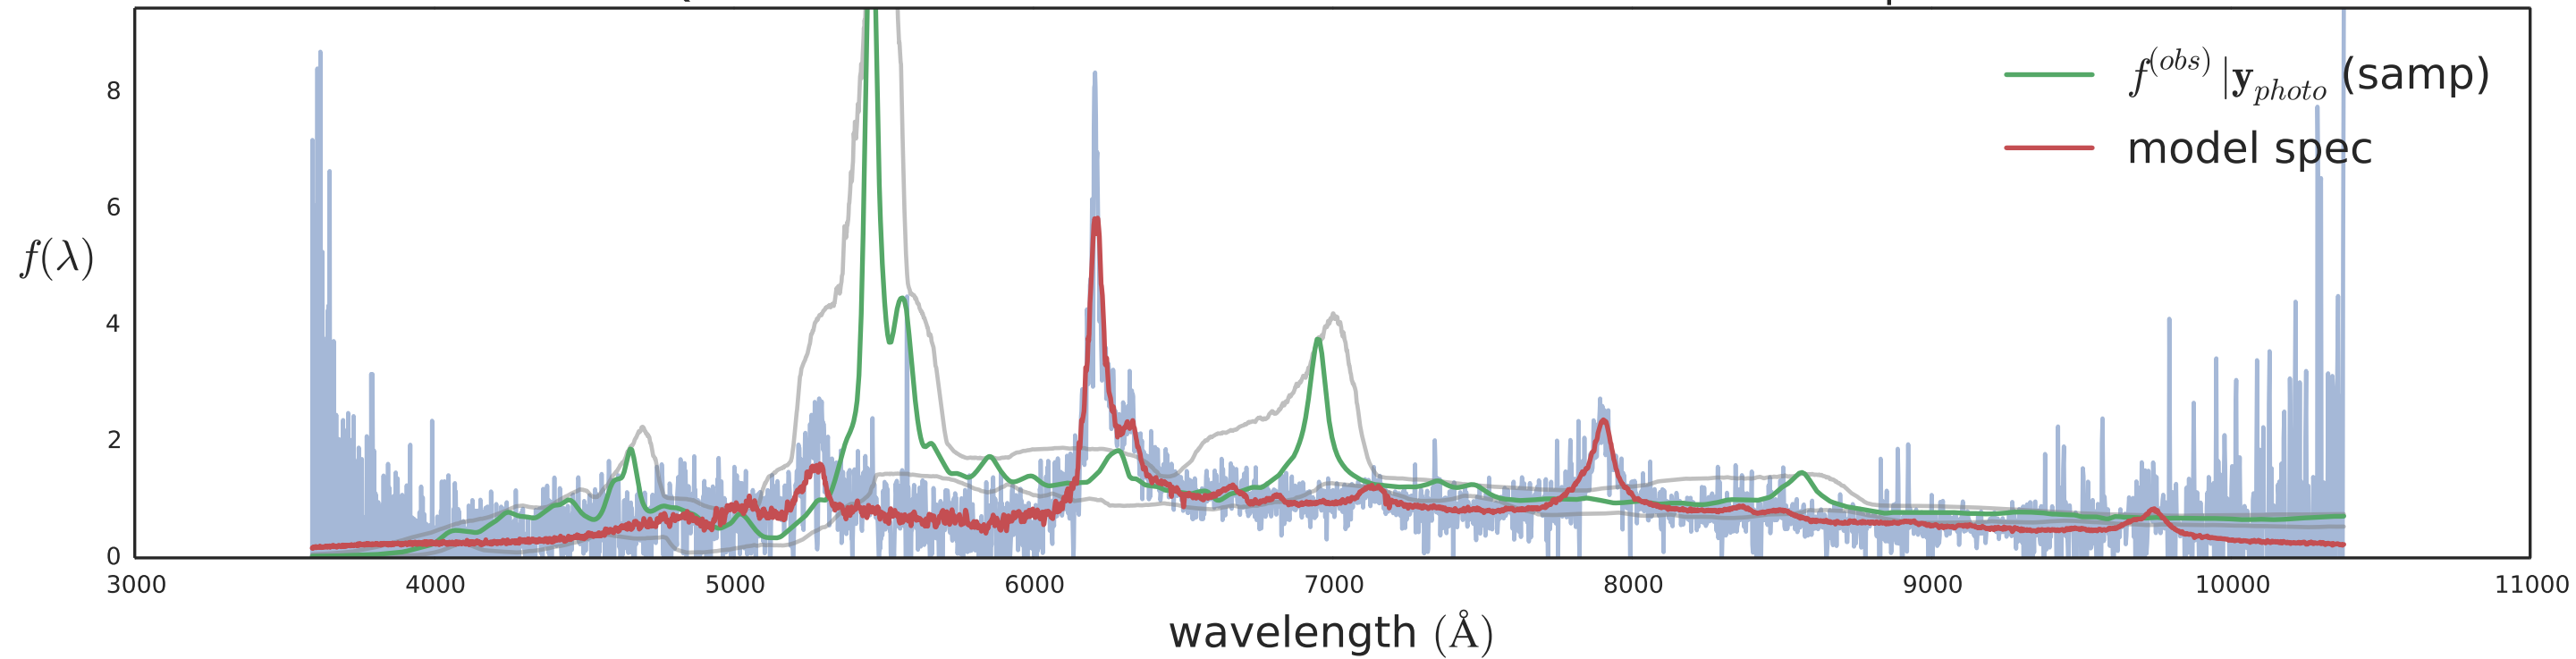 f^(obs) |y_photo (samp)
model spec
f(λ)
8
6
4
2
0
3000 4000 5000 6000 7000 8000 9000 10000 11000
wavelength (Å)